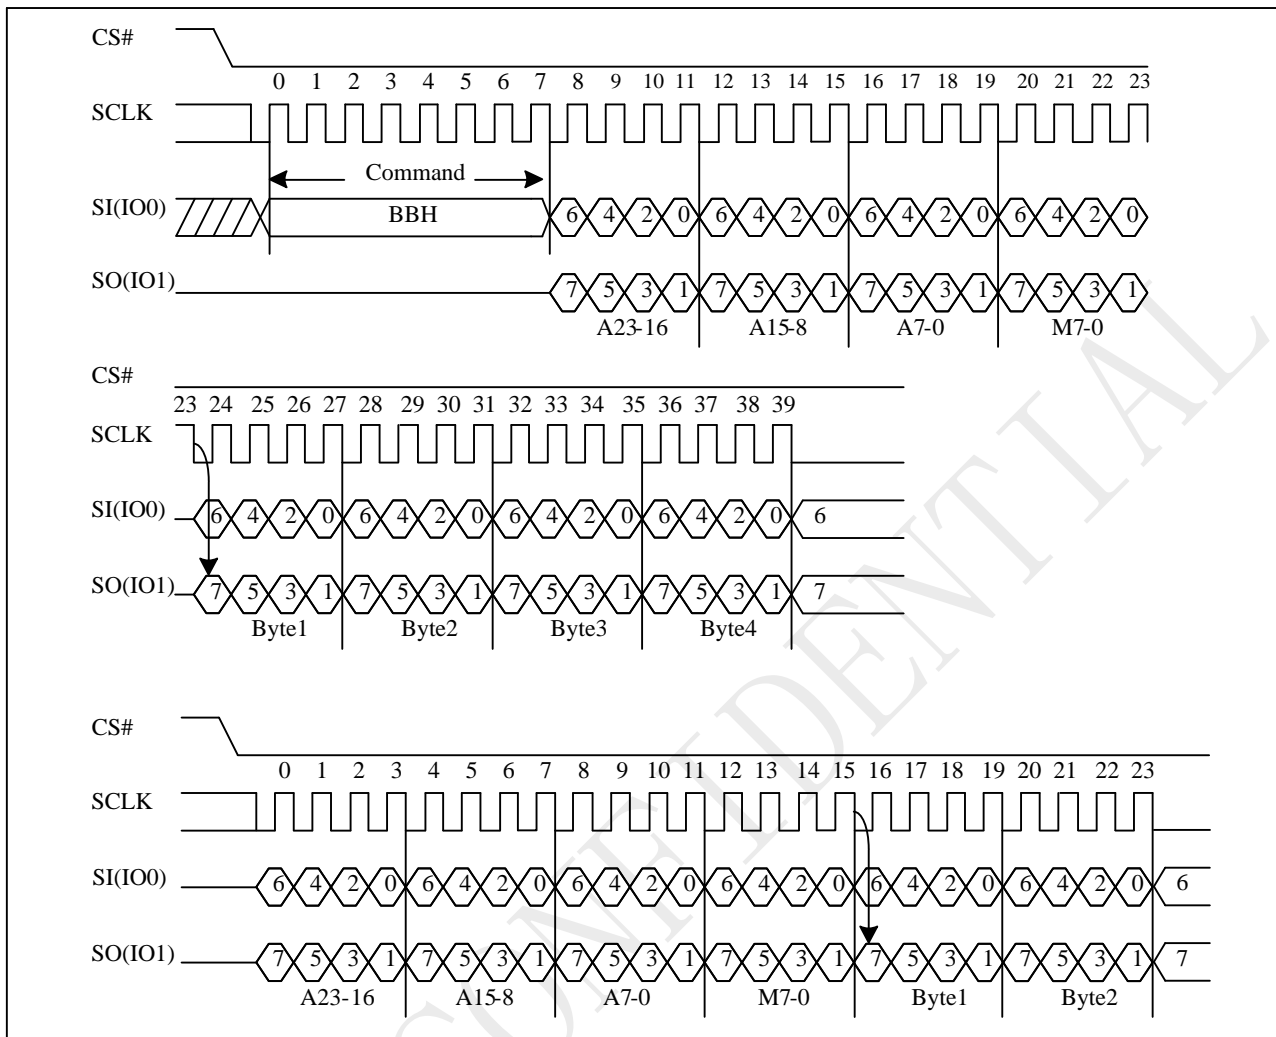 CS#
0 1 2 3 4 5 6 7 8 9 10 11 12 13 14 15 16 17 18 19 20 21 22 23
SCLK
Command
SI(IO0) BBH 6 4 2 0 6 4 2 0 6 4 2 0 6 4 2 0
SO(IO1) 7 5 3 1 7 5 3 1 7 5 3 1 7 5 3 1
A23-16 A15-8 A7-0 M7-0
CS#
23 24 25 26 27 28 29 30 31 32 33 34 35 36 37 38 39
SCLK
SI(IO0) 6 4 2 0 6 4 2 0 6 4 2 0 6 4 2 0 6
SO(IO1) 7 5 3 1 7 5 3 1 7 5 3 1 7 5 3 1 7
Byte1 Byte2 Byte3 Byte4
CS#
0 1 2 3 4 5 6 7 8 9 10 11 12 13 14 15 16 17 18 19 20 21 22 23
SCLK
SI(IO0) 6 4 2 0 6 4 2 0 6 4 2 0 6 4 2 0 6 4 2 0 6 4 2 0 6
SO(IO1) 7 5 3 1 7 5 3 1 7 5 3 1 7 5 3 1 7 5 3 1 7 5 3 1 7
A23-16 A15-8 A7-0 M7-0 Byte1 Byte2
CONFIDENTIAL